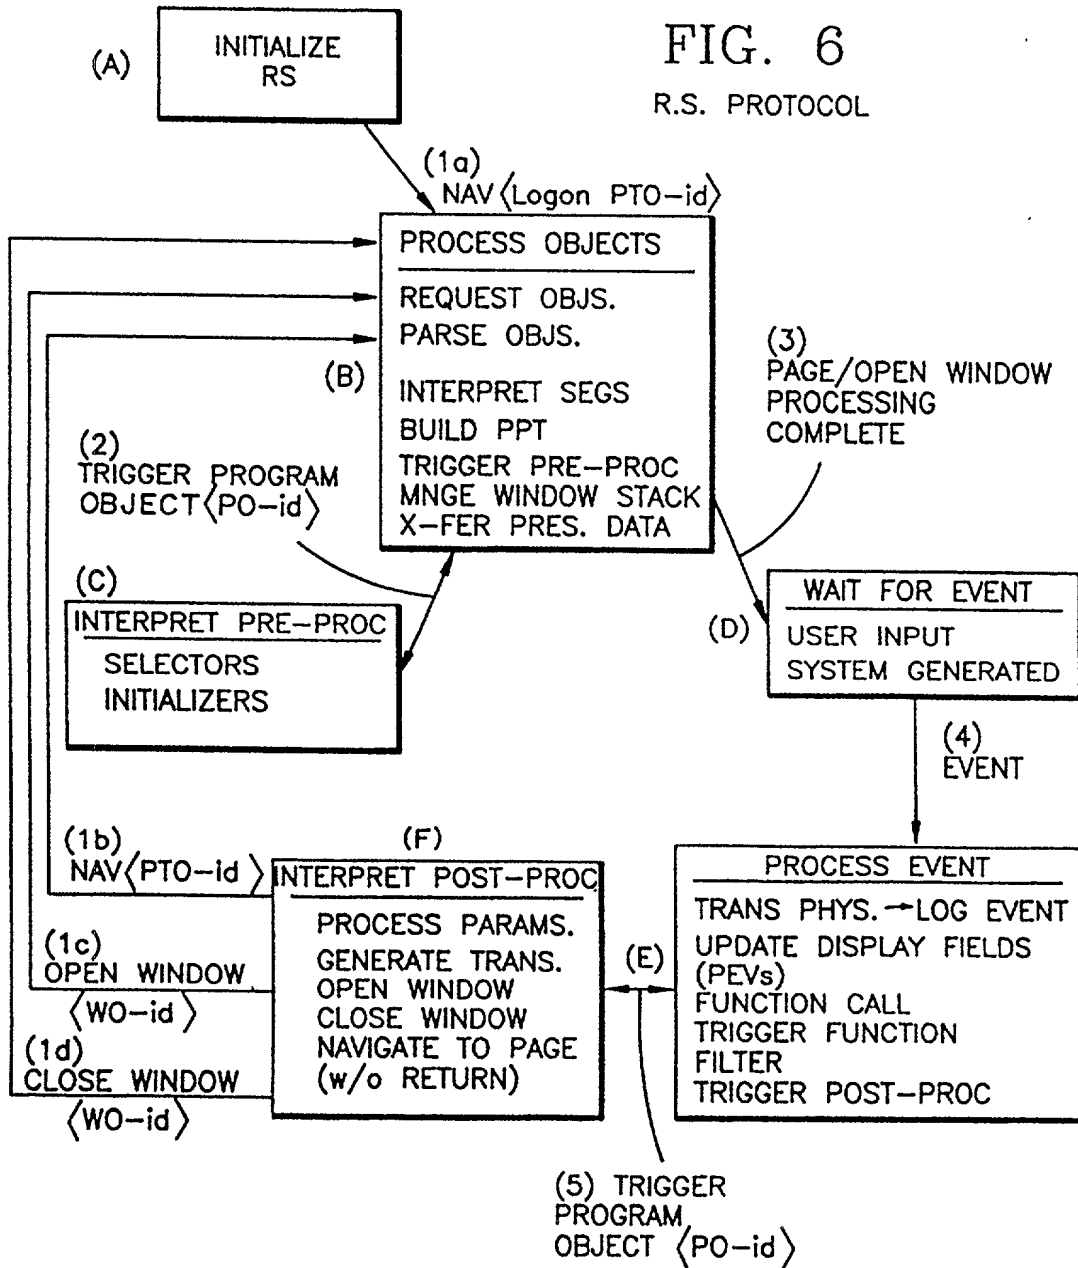 FIG. 6
R.S. PROTOCOL
(A)
INITIALIZE
RS
(1a)
NAV⟨Logon PTO-id⟩
PROCESS OBJECTS
REQUEST OBJS.
PARSE OBJS.
(B)
INTERPRET SEGS
BUILD PPT
TRIGGER PRE-PROC
MNGE WINDOW STACK
X-FER PRES. DATA
(2)
TRIGGER PROGRAM
OBJECT⟨PO-id⟩
(3)
PAGE/OPEN WINDOW
PROCESSING
COMPLETE
(C)
INTERPRET PRE-PROC
SELECTORS
INITIALIZERS
(D)
WAIT FOR EVENT
USER INPUT
SYSTEM GENERATED
(4)
EVENT
(1b)
NAV⟨PTO-id⟩
(1c)
OPEN WINDOW
⟨WO-id⟩
(1d)
CLOSE WINDOW
⟨WO-id⟩
(F)
INTERPRET POST-PROC
PROCESS PARAMS.
GENERATE TRANS.
OPEN WINDOW
CLOSE WINDOW
NAVIGATE TO PAGE
(w/o RETURN)
(E)
PROCESS EVENT
TRANS PHYS.→LOG EVENT
UPDATE DISPLAY FIELDS
(PEVs)
FUNCTION CALL
TRIGGER FUNCTION
FILTER
TRIGGER POST-PROC
(5) TRIGGER
PROGRAM
OBJECT ⟨PO-id⟩